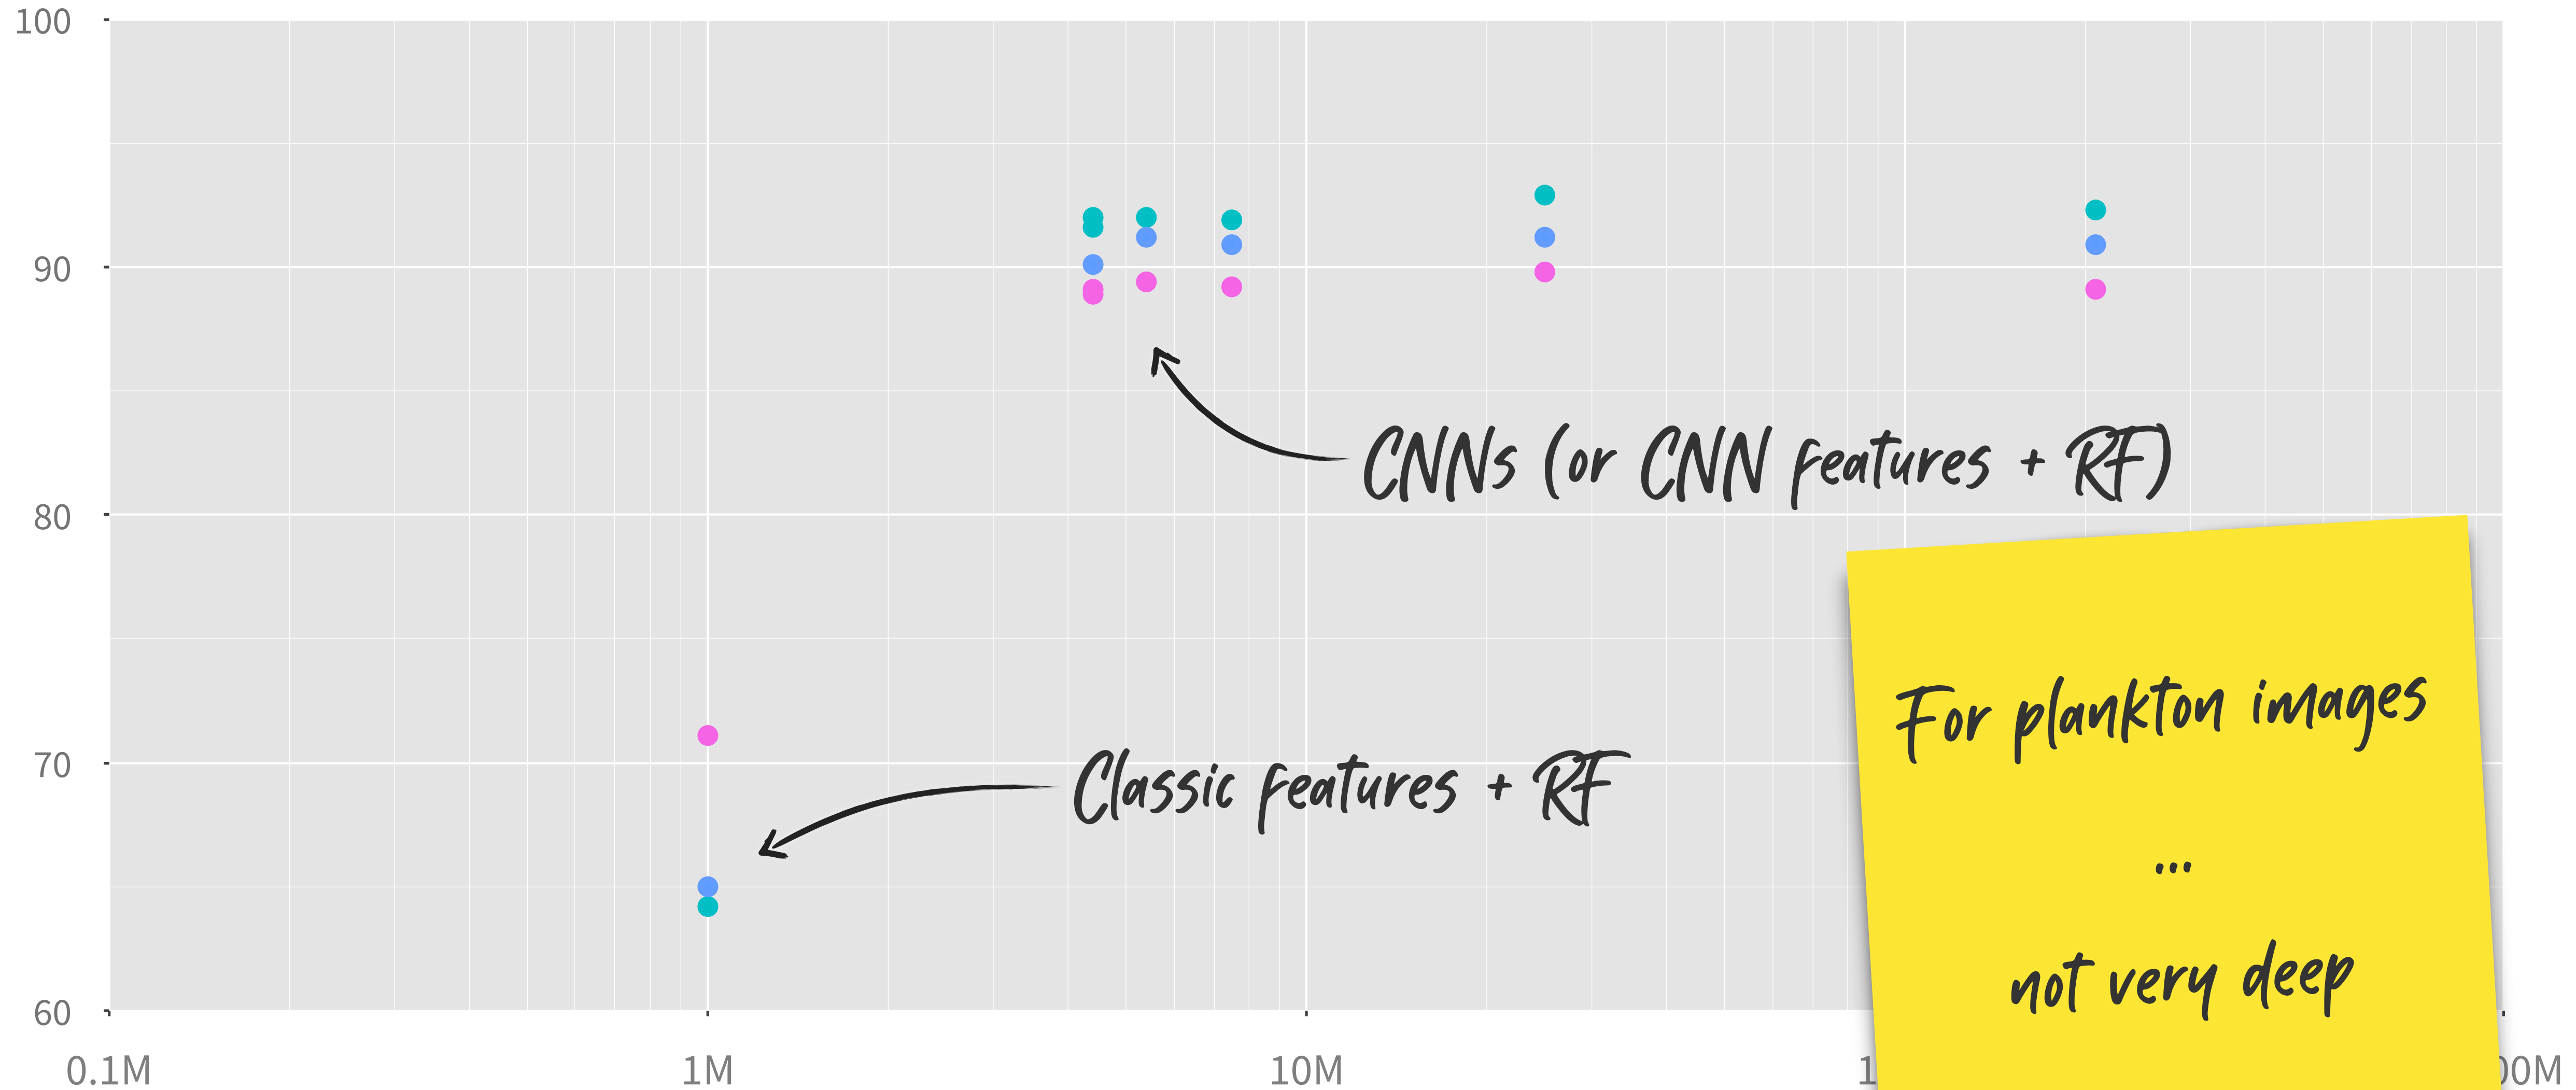 100
90
CNNs (or CNN features + RF)
80
For plankton images
70
Classic features + RF
...
not very deep
60
0.1M
1M
10M